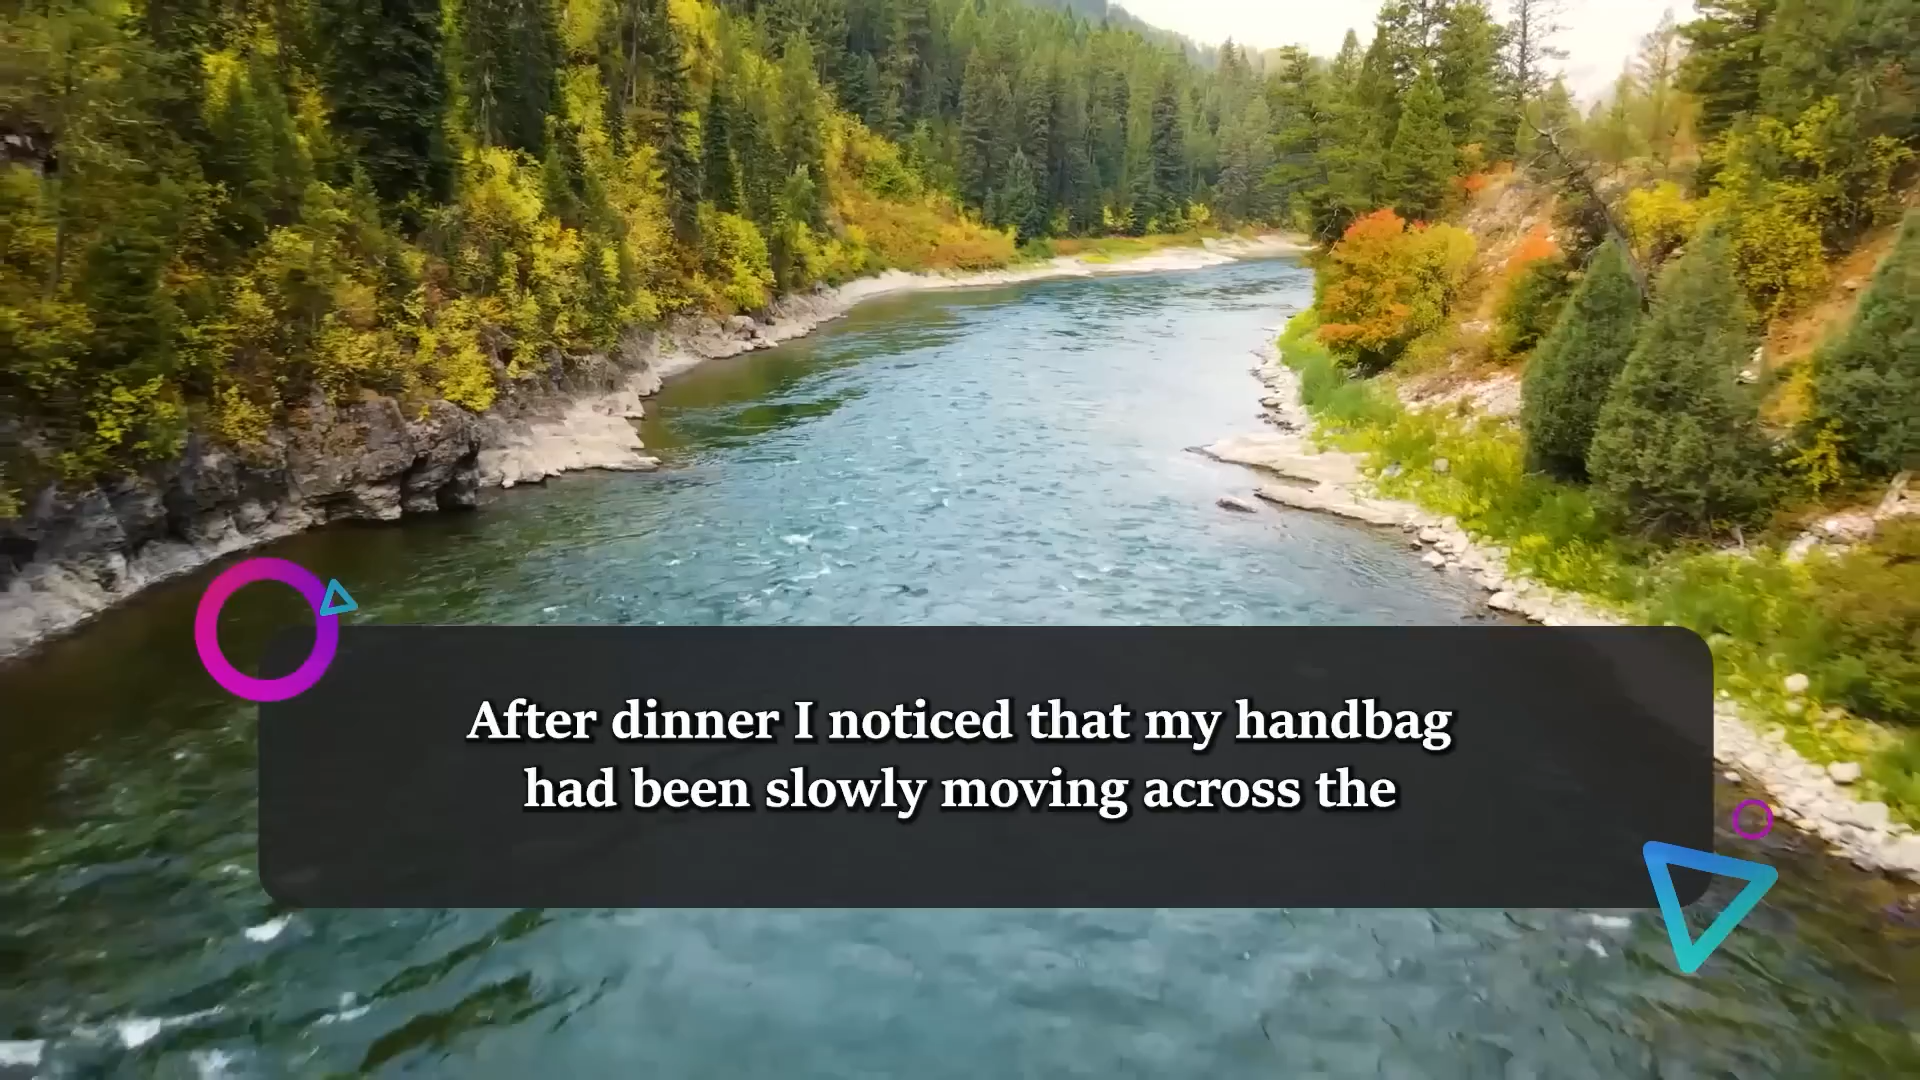 After dinner I noticed that my handbag
had been slowly moving across the